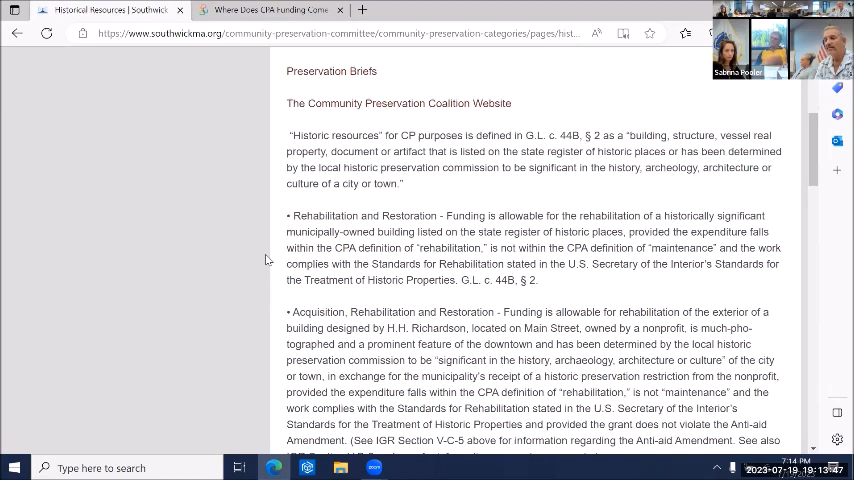 Historical Resources | Southwick
Where Does CPA Funding Come
https://www.southwickma.org/community-preservation-committee/community-preservation-categories/pages/hist...
Sabrina Pooler
Preservation Briefs
The Community Preservation Coalition Website
“Historic resources” for CP purposes is defined in G.L. c. 44B, § 2 as a “building, structure, vessel real
property, document or artifact that is listed on the state register of historic places or has been determined
by the local historic preservation commission to be significant in the history, archeology, architecture or
culture of a city or town.”
• Rehabilitation and Restoration - Funding is allowable for the rehabilitation of a historically significant
municipally-owned building listed on the state register of historic places, provided the expenditure falls
within the CPA definition of “rehabilitation,” is not within the CPA definition of “maintenance” and the work
complies with the Standards for Rehabilitation stated in the U.S. Secretary of the Interior’s Standards for
the Treatment of Historic Properties. G.L. c. 44B, § 2.
• Acquisition, Rehabilitation and Restoration - Funding is allowable for rehabilitation of the exterior of a
building designed by H.H. Richardson, located on Main Street, owned by a nonprofit, is much-pho-
tographed and a prominent feature of the downtown and has been determined by the local historic
preservation commission to be “significant in the history, archaeology, architecture or culture” of the city
or town, in exchange for the municipality’s receipt of a historic preservation restriction from the nonprofit,
provided the expenditure falls within the CPA definition of “rehabilitation,” is not “maintenance” and the
work complies with the Standards for Rehabilitation stated in the U.S. Secretary of the Interior’s
Standards for the Treatment of Historic Properties and provided the grant does not violate the Anti-aid
Amendment. (See IGR Section V-C-5 above for information regarding the Anti-aid Amendment. See also
Type here to search
7:14 PM
2023-07-19 19:13:47